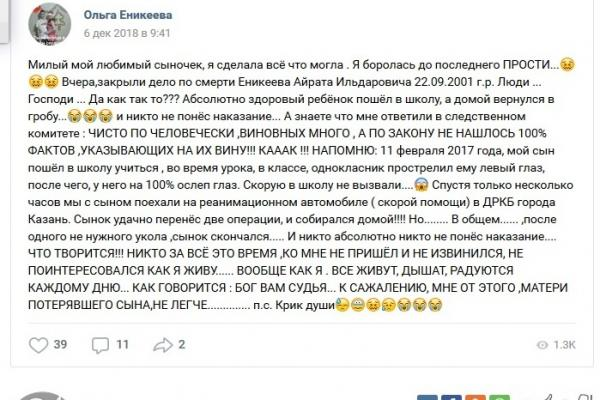 Ольга Еникеева
6 дек 2018 в 9:41
Милый мой любимый сыночек, я сделала всё что могла . Я боролась до последнего ПРОСТИ...😖
😖😖 Вчера,закрыли дело по смерти Еникеева Айрата Ильдаровича 22.09.2001 г.р. Люди ...
Господи ... Да как так то??? Абсолютно здоровый ребёнок пошёл в школу, а домой вернулся в
гробу...😭😭😭 и никто не понёс наказание... А знаете что мне ответили в следственном
комитете : ЧИСТО ПО ЧЕЛОВЕЧЕСКИ ,ВИНОВНЫХ МНОГО , А ПО ЗАКОНУ НЕ НАШЛОСЬ 100%
ФАКТОВ ,УКАЗЫВАЮЩИХ НА ИХ ВИНУ!!! КАААК !!! НАПОМНЮ: 11 февраля 2017 года, мой сын
пошёл в школу учиться , во время урока, в классе, однокласник прострелил ему левый глаз,
после чего, у него на 100% ослеп глаз. Скорую в школу не вызвали....😱 Спустя только несколько
часов мы с сыном поехали на реанимационном автомобиле ( скорой помощи) в ДРКБ города
Казань. Сынок удачно перенёс две операции, и собирался домой!!!! Но........ В общем...... ,после
одного не нужного укола ,сынок скончался..... И никто абсолютно никто не понёс наказание....
ЧТО ТВОРИТСЯ!!! НИКТО ЗА ВСЁ ЭТО ВРЕМЯ ,КО МНЕ НЕ ПРИШЁЛ И НЕ ИЗВИНИЛСЯ, НЕ
ПОИНТЕРЕСОВАЛСЯ КАК Я ЖИВУ...... ВООБЩЕ КАК Я . ВСЕ ЖИВУТ, ДЫШАТ, РАДУЮТСЯ
КАЖДОМУ ДНЮ... КАК ГОВОРИТСЯ : БОГ ВАМ СУДЬЯ... К САЖАЛЕНИЮ, МНЕ ОТ ЭТОГО ,МАТЕРИ
ПОТЕРЯВШЕГО СЫНА,НЕ ЛЕГЧЕ.............. п.с. Крик души😓😄😖😥😭😭😭
39 11 2 1.3K